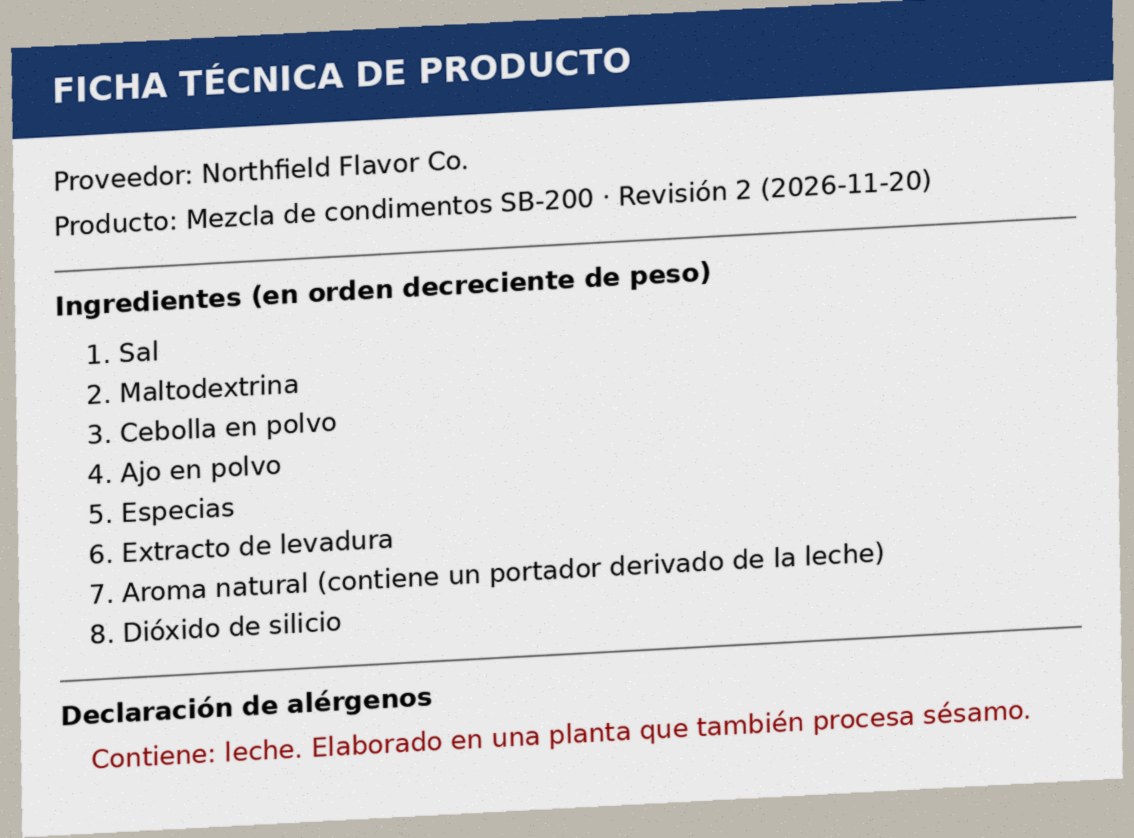 FICHA TÉCNICA DE PRODUCTO
Proveedor: Northfield Flavor Co.
Producto: Mezcla de condimentos SB-200 · Revisión 2 (2026-11-20)
Ingredientes (en orden decreciente de peso)
1. Sal
2. Maltodextrina
3. Cebolla en polvo
4. Ajo en polvo
5. Especias
6. Extracto de levadura
7. Aroma natural (contiene un portador derivado de la leche)
8. Dióxido de silicio
Declaración de alérgenos
Contiene: leche. Elaborado en una planta que también procesa sésamo.